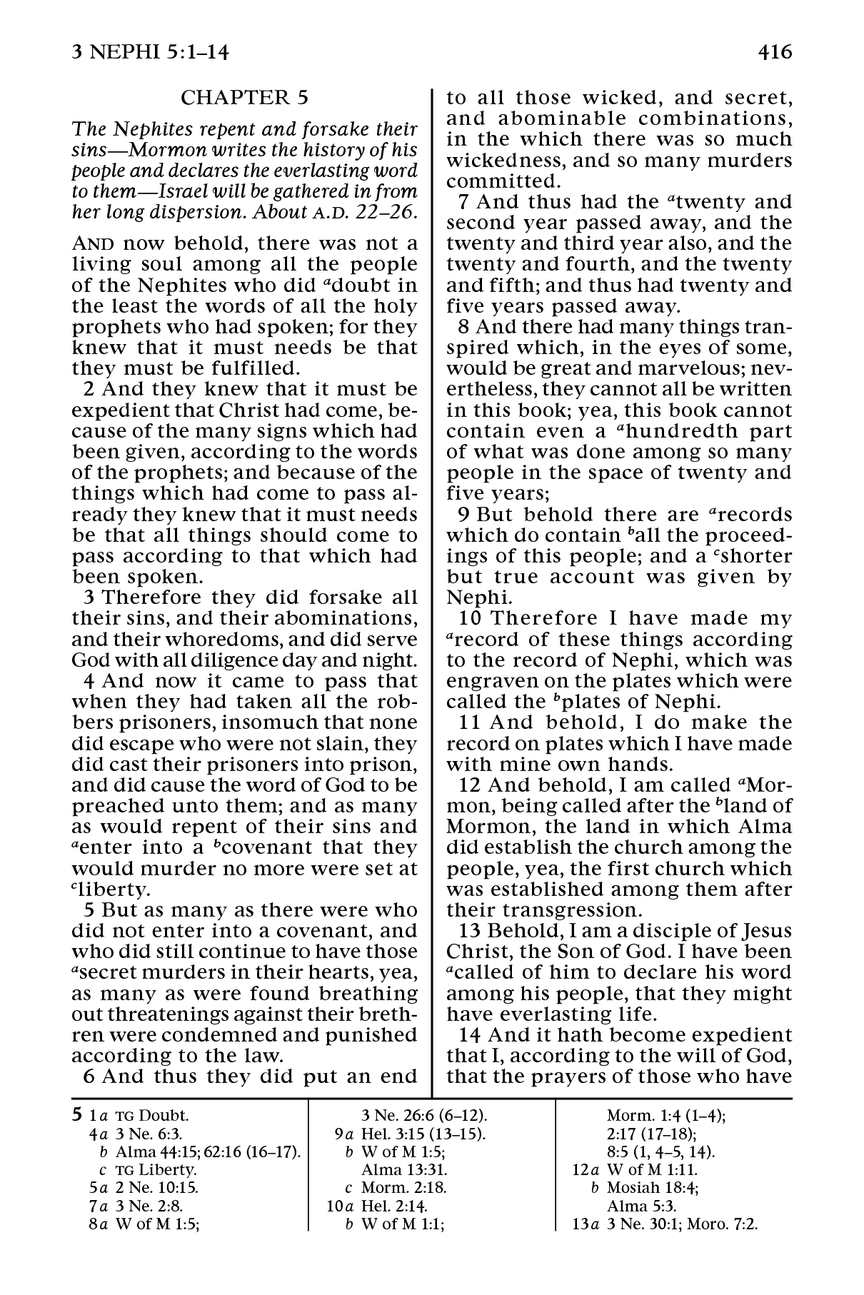 3 NEPHI 5:1–14
416
CHAPTER 5
The Nephites repent and forsake their
sins—Mormon writes the history of his
people and declares the everlasting word
to them—Israel will be gathered in from
her long dispersion. About A.D. 22–26.
AND now behold, there was not a
living soul among all the people
of the Nephites who did adoubt in
the least the words of all the holy
prophets who had spoken; for they
knew that it must needs be that
they must be fulfilled.
2 And they knew that it must be
expedient that Christ had come, be-
cause of the many signs which had
been given, according to the words
of the prophets; and because of the
things which had come to pass al-
ready they knew that it must needs
be that all things should come to
pass according to that which had
been spoken.
3 Therefore they did forsake all
their sins, and their abominations,
and their whoredoms, and did serve
God with all diligence day and night.
4 And now it came to pass that
when they had taken all the rob-
bers prisoners, insomuch that none
did escape who were not slain, they
did cast their prisoners into prison,
and did cause the word of God to be
preached unto them; and as many
as would repent of their sins and
aenter into a bcovenant that they
would murder no more were set at
cliberty.
5 But as many as there were who
did not enter into a covenant, and
who did still continue to have those
asecret murders in their hearts, yea,
as many as were found breathing
out threatenings against their breth-
ren were condemned and punished
according to the law.
6 And thus they did put an end
to all those wicked, and secret,
and abominable combinations,
in the which there was so much
wickedness, and so many murders
committed.
7 And thus had the atwenty and
second year passed away, and the
twenty and third year also, and the
twenty and fourth, and the twenty
and fifth; and thus had twenty and
five years passed away.
8 And there had many things tran-
spired which, in the eyes of some,
would be great and marvelous; nev-
ertheless, they cannot all be written
in this book; yea, this book cannot
contain even a ahundredth part
of what was done among so many
people in the space of twenty and
five years;
9 But behold there are arecords
which do contain ball the proceed-
ings of this people; and a cshorter
but true account was given by
Nephi.
10 Therefore I have made my
arecord of these things according
to the record of Nephi, which was
engraven on the plates which were
called the bplates of Nephi.
11 And behold, I do make the
record on plates which I have made
with mine own hands.
12 And behold, I am called aMor-
mon, being called after the bland of
Mormon, the land in which Alma
did establish the church among the
people, yea, the first church which
was established among them after
their transgression.
13 Behold, I am a disciple of Jesus
Christ, the Son of God. I have been
acalled of him to declare his word
among his people, that they might
have everlasting life.
14 And it hath become expedient
that I, according to the will of God,
that the prayers of those who have
5 1a TG Doubt.
4a 3 Ne. 6:3.
b Alma 44:15; 62:16 (16–17).
c TG Liberty.
5a 2 Ne. 10:15.
7a 3 Ne. 2:8.
8a W of M 1:5;
3 Ne. 26:6 (6–12).
9a Hel. 3:15 (13–15).
b W of M 1:5;
Alma 13:31.
c Morm. 2:18.
10a Hel. 2:14.
b W of M 1:1;
Morm. 1:4 (1–4);
2:17 (17–18);
8:5 (1, 4–5, 14).
12a W of M 1:11.
b Mosiah 18:4;
Alma 5:3.
13a 3 Ne. 30:1; Moro. 7:2.